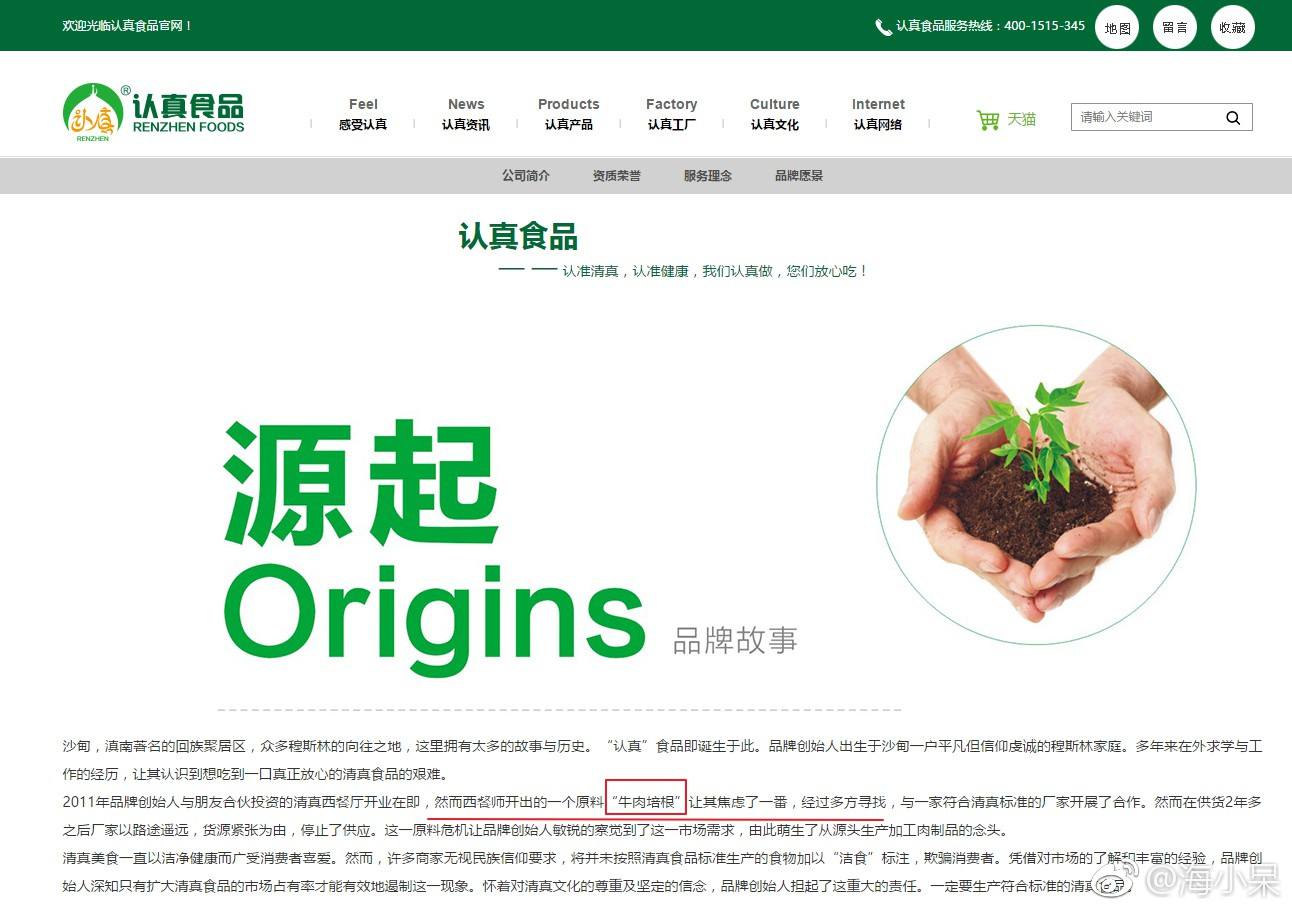 欢迎光临认真食品官网！
认真食品服务热线：400-1515-345
地图
留言
收藏
认真食品
RENZHEN FOODS
RENZHEN
Feel
感受认真
News
认真资讯
Products
认真产品
Factory
认真工厂
Culture
认真文化
Internet
认真网络
天猫
请输入关键词
公司简介 资质荣誉 服务理念 品牌愿景
认真食品
—— ——认准清真，认准健康，我们认真做，您们放心吃！
源起
Origins
品牌故事
沙甸，滇南著名的回族聚居区，众多穆斯林的向往之地，这里拥有太多的故事与历史。“认真”食品即诞生于此。品牌创始人出生于沙甸一户平凡但信仰虔诚的穆斯林家庭。多年来在外求学与工
作的经历，让其认识到想吃到一口真正放心的清真食品的艰难。
2011年品牌创始人与朋友合伙投资的清真西餐厅开业在即，然而西餐师开出的一个原料“牛肉培根”让其焦虑了一番，经过多方寻找，与一家符合清真标准的厂家开展了合作。然而在供货2年多
之后厂家以路途遥远，货源紧张为由，停止了供应。这一原料危机让品牌创始人敏锐的察觉到了这一市场需求，由此萌生了从源头生产加工肉制品的念头。
清真美食一直以洁净健康而广受消费者喜爱。然而，许多商家无视民族信仰要求，将并未按照清真食品标准生产的食物加以“洁食”标注，欺骗消费者。凭借对市场的了解和丰富的经验，品牌创
始人深知只有扩大清真食品的市场占有率才能有效地遏制这一现象。怀着对清真文化的尊重及坚定的信念，品牌创始人担起了这重大的责任。一定要生产符合标准的清真食品。
@海小呆